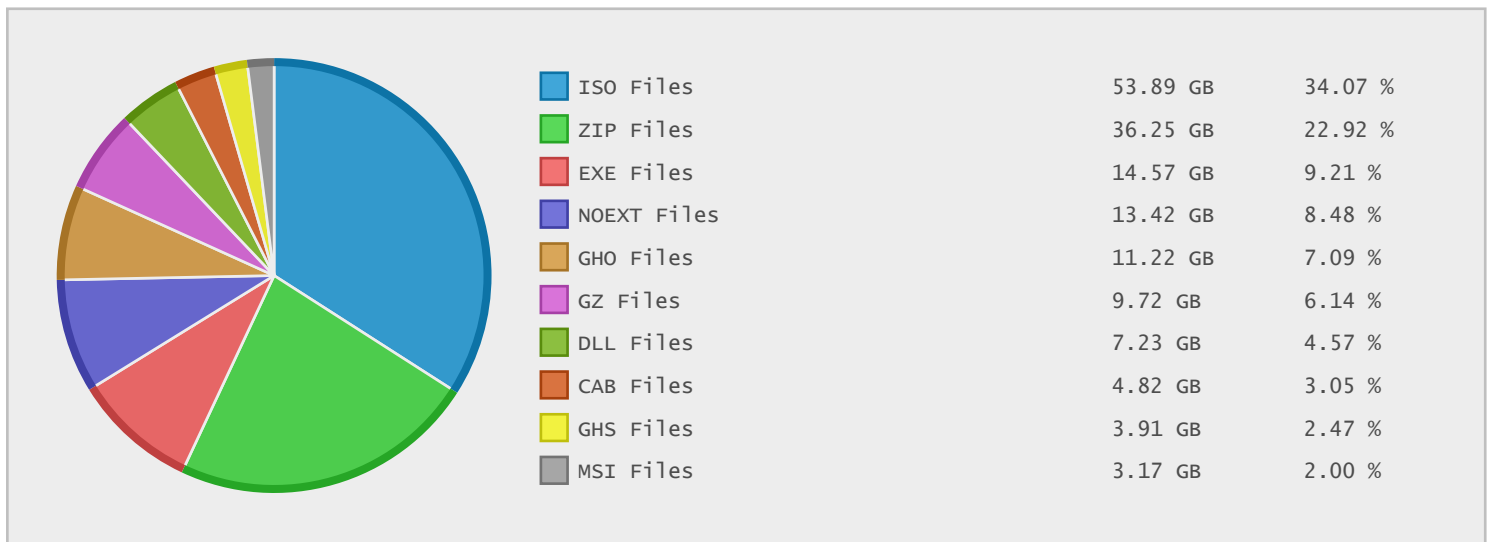 ISO Files 53.89 GB 34.07 %
ZIP Files 36.25 GB 22.92 %
EXE Files 14.57 GB 9.21 %
NOEXT Files 13.42 GB 8.48 %
GHO Files 11.22 GB 7.09 %
GZ Files 9.72 GB 6.14 %
DLL Files 7.23 GB 4.57 %
CAB Files 4.82 GB 3.05 %
GHS Files 3.91 GB 2.47 %
MSI Files 3.17 GB 2.00 %